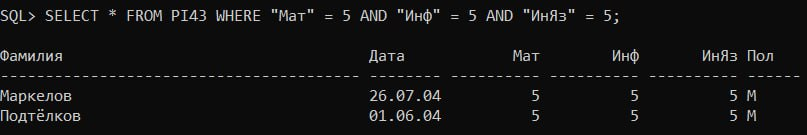 SQL> SELECT * FROM PI43 WHERE "Мат" = 5 AND "Инф" = 5 AND "ИнЯз" = 5;
Фамилия Дата Мат Инф ИнЯз Пол
---------------------------------------- -------- ---------- ---------- ---------- ------
Маркелов 26.07.04 5 5 5 М
Подтёлков 01.06.04 5 5 5 М